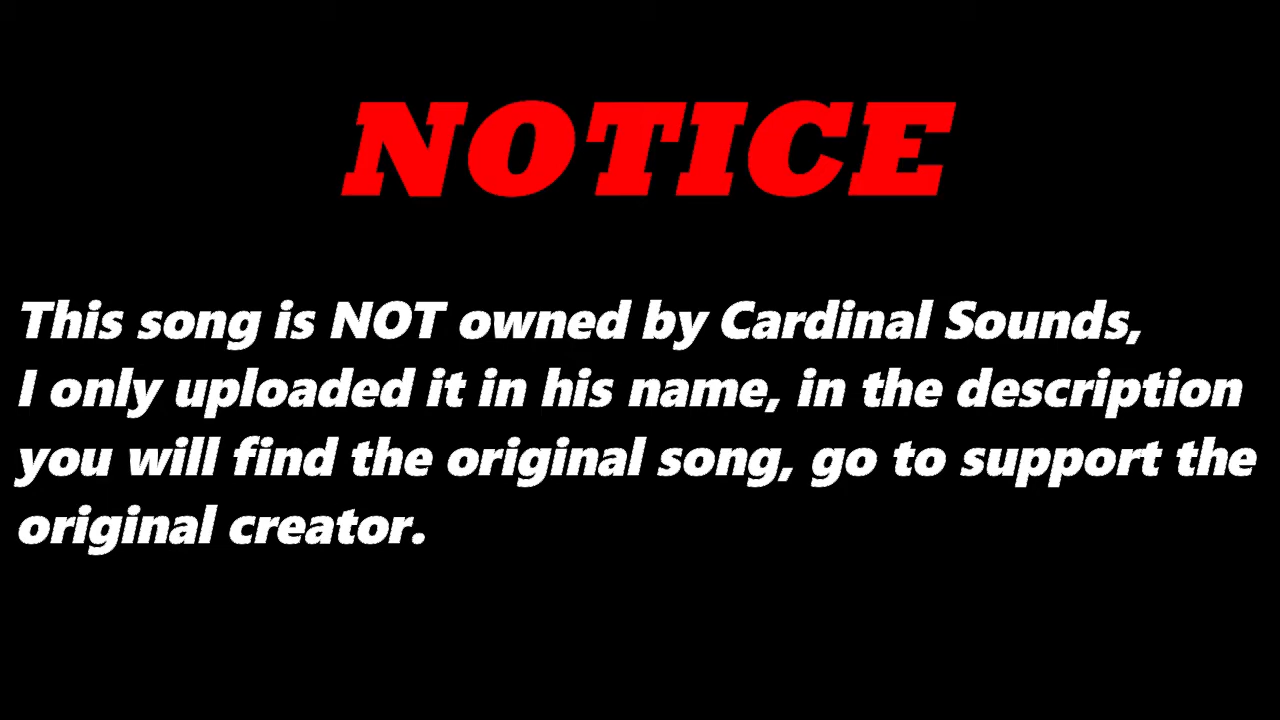 NOTICE
This song is NOT owned by Cardinal Sounds,
I only uploaded it in his name, in the description
you will find the original song, go to support the
original creator.